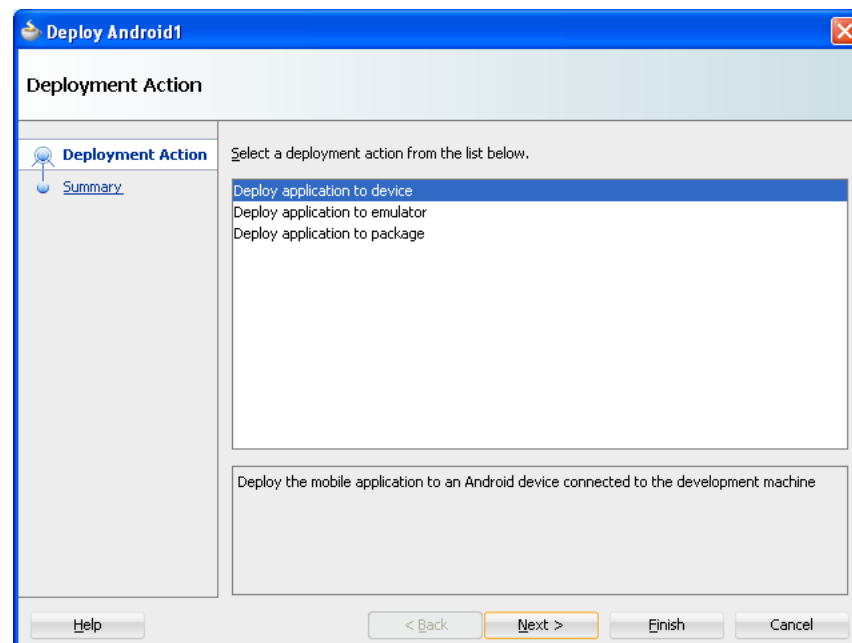 Deploy Android1
Deployment Action
Deployment Action
Summary
Select a deployment action from the list below.
Deploy application to device
Deploy application to emulator
Deploy application to package
Deploy the mobile application to an Android device connected to the development machine
Help
< Back
Next >
Finish
Cancel